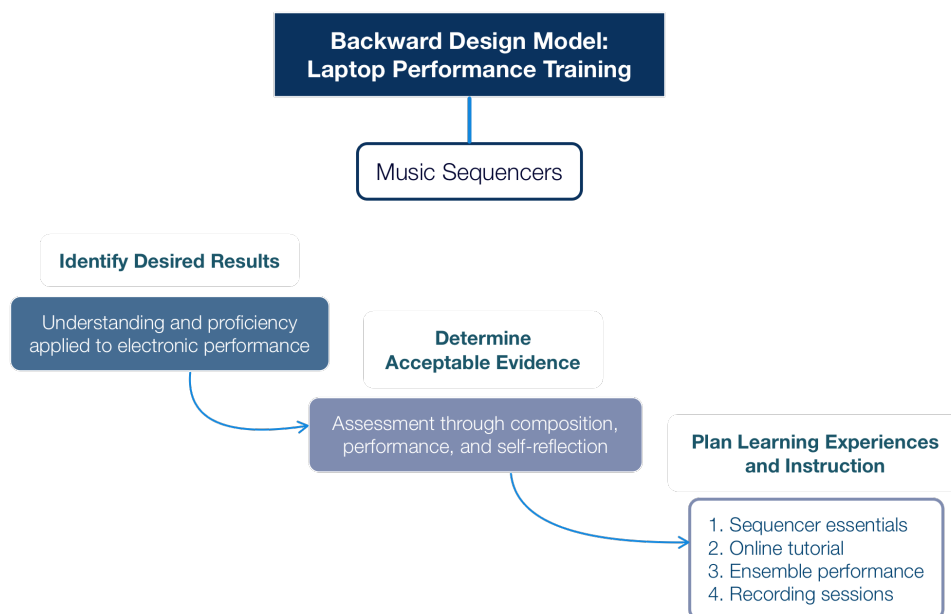 Backward Design Model:
Laptop Performance Training
Music Sequencers
Identify Desired Results
Understanding and proficiency
applied to electronic performance
Determine
Acceptable Evidence
Assessment through composition,
performance, and self-reflection
Plan Learning Experiences
and Instruction
1. Sequencer essentials
2. Online tutorial
3. Ensemble performance
4. Recording sessions